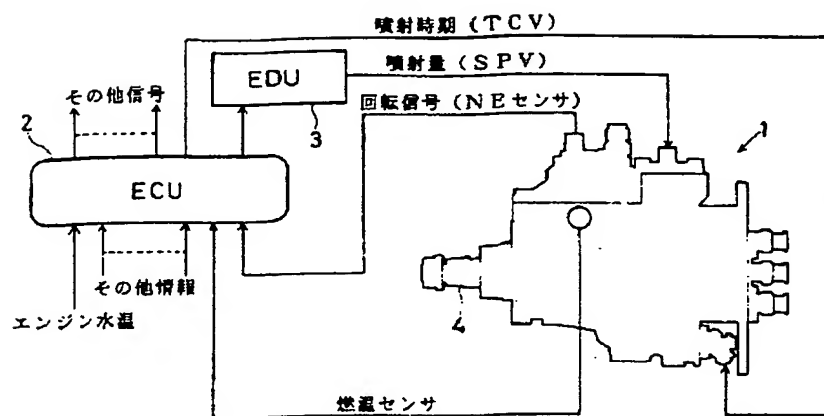 噴射時期(TCV)
噴射量(SPV)
EDU
3
その他信号
回転信号(NEセンサ)
2
1
ECU
その他情報
4
エンジン水温
燃温センサ